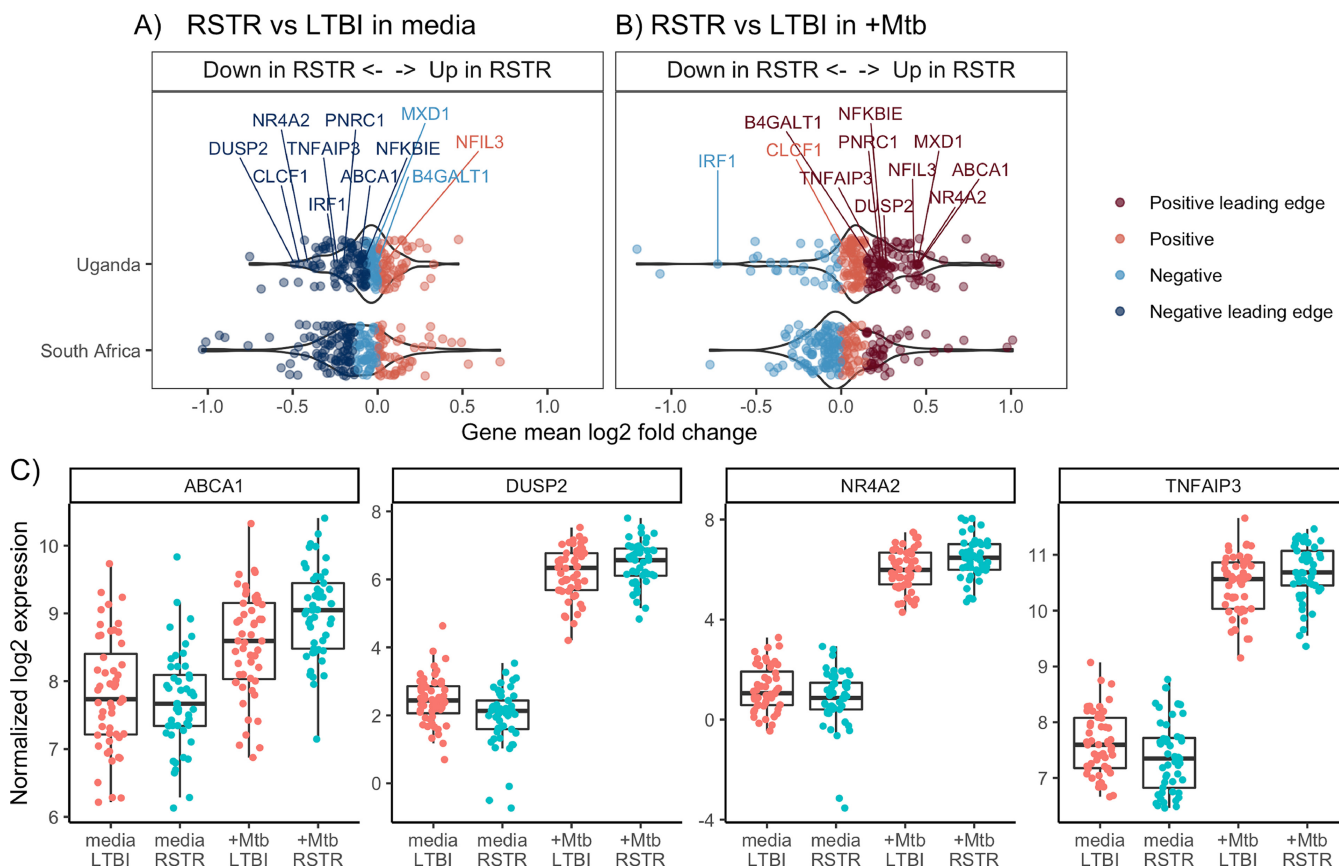 A) RSTR vs LTBI in media
B) RSTR vs LTBI in +Mtb
Down in RSTR <- -> Up in RSTR
Down in RSTR <- -> Up in RSTR
MXD1
NR4A2 PNRC1
NFIL3
DUSP2 TNFAIP3 NFKBIE
CLCF1 ABCA1 B4GALT1
IRF1
NFKBIE
B4GALT1
PNRC1 MXD1
CLCF1
IRF1
NFIL3 ABCA1
TNFAIP3
NR4A2
DUSP2
Uganda
South Africa
-1.0 -0.5 0.0 0.5 1.0
-1.0 -0.5 0.0 0.5 1.0
Gene mean log2 fold change
Positive leading edge
Positive
Negative
Negative leading edge
C)
Normalized log2 expression
ABCA1
10
9
8
7
6
media LTBI
media RSTR
+Mtb LTBI
+Mtb RSTR
DUSP2
8
6
4
2
0
media LTBI
media RSTR
+Mtb LTBI
+Mtb RSTR
NR4A2
8
4
0
-4
media LTBI
media RSTR
+Mtb LTBI
+Mtb RSTR
TNFAIP3
11
10
9
8
7
media LTBI
media RSTR
+Mtb LTBI
+Mtb RSTR